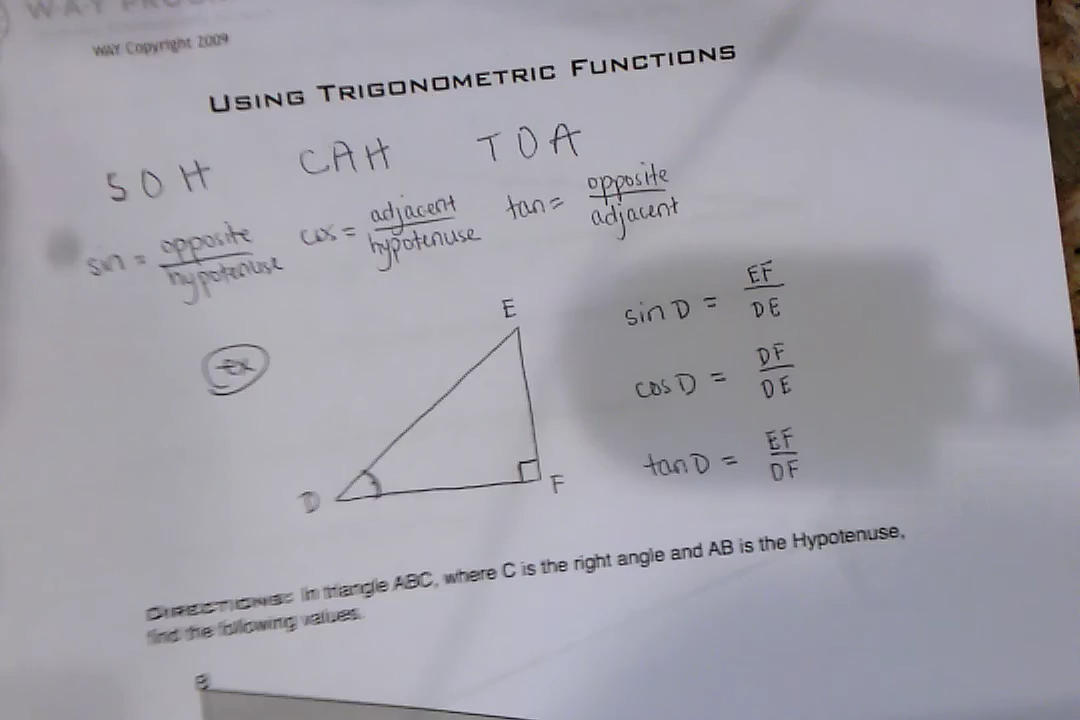 WAY Copyright 2009
USING TRIGONOMETRIC FUNCTIONS
SOH CAH TOA
sin = opposite/hypotenuse cos = adjacent/hypotenuse tan = opposite/adjacent
ex
E
D
F
sin D = EF/DE
cos D = DF/DE
tan D = EF/DF
DIRECTIONS: In triangle ABC, where C is the right angle and AB is the Hypotenuse,
find the following values.
B